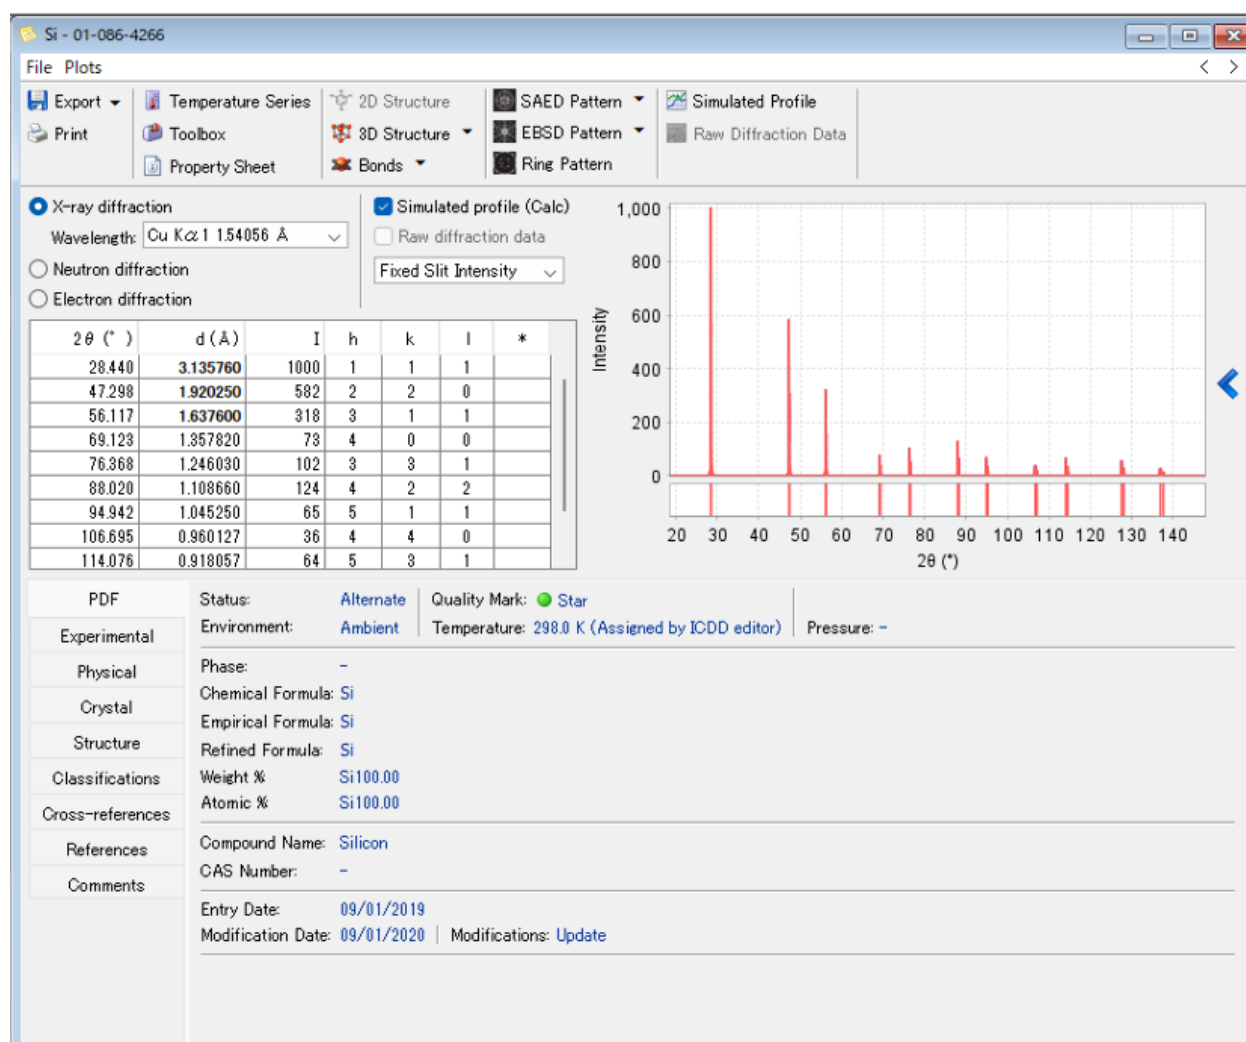 Si - 01-086-4266
File Plots
Export Temperature Series 2D Structure SAED Pattern Simulated Profile
Print Toolbox 3D Structure EBSD Pattern Raw Diffraction Data
Property Sheet Bonds Ring Pattern
X-ray diffraction
Wavelength: Cu Kα1 1.54056 Å
Neutron diffraction
Electron diffraction
Simulated profile (Calc)
Raw diffraction data
Fixed Slit Intensity
2θ (°) d(Å) I h k l *
28.440 3.135760 1000 1 1 1
47.298 1.920250 582 2 2 0
56.117 1.637600 318 3 1 1
69.123 1.357820 73 4 0 0
76.368 1.246030 102 3 3 1
88.020 1.108660 124 4 2 2
94.942 1.045250 65 5 1 1
106.695 0.960127 36 4 4 0
114.076 0.918057 64 5 3 1
Intensity
1,000
800
600
400
200
0
20 30 40 50 60 70 80 90 100 110 120 130 140
2θ (°)
PDF
Experimental
Physical
Crystal
Structure
Classifications
Cross-references
References
Comments
Status: Alternate Quality Mark: Star
Environment: Ambient Temperature: 298.0 K (Assigned by ICDD editor) Pressure: -
Phase: -
Chemical Formula: Si
Empirical Formula: Si
Refined Formula: Si
Weight % Si100.00
Atomic % Si100.00
Compound Name: Silicon
CAS Number: -
Entry Date: 09/01/2019
Modification Date: 09/01/2020 Modifications: Update